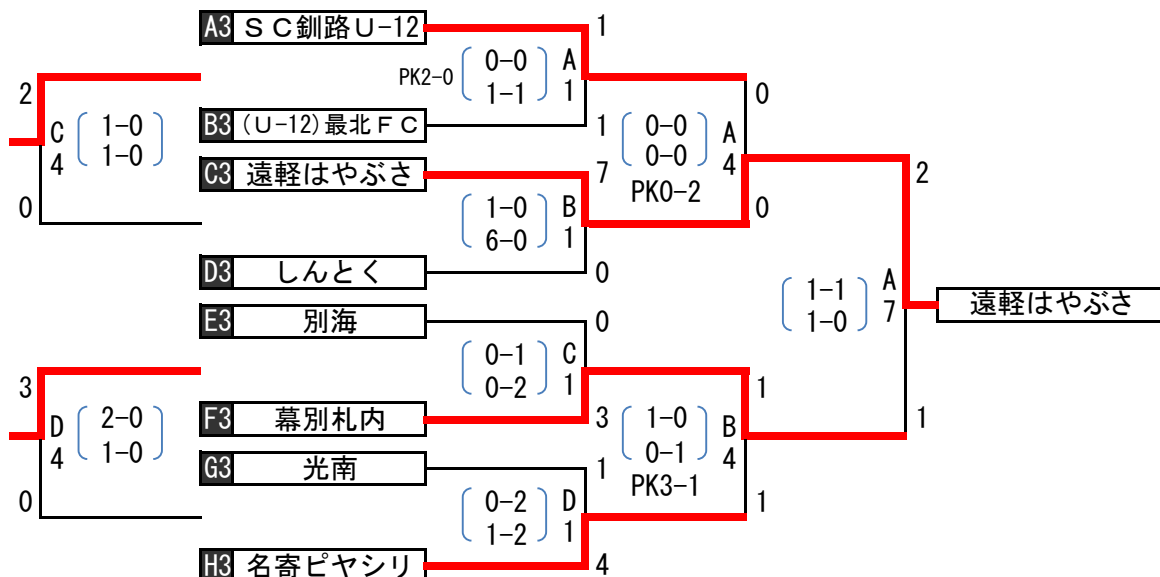 A3 ＳＣ釧路Ｕ-12 1
PK2-0 0-0 A
1-1 1
2 0
C 1-0
4 1-0
B3 (Ｕ-12)最北ＦＣ 1
0-0 A
0-0 4
PK0-2
C3 遠軽はやぶさ 7
2
0 1-0 B 0
6-0 1
D3 しんとく 0
1-1 A
1-0 7
遠軽はやぶさ
E3 別海 0
0-1 C
0-2 1
3 1
D 2-0
4 1-0
F3 幕別札内 3
1-0 B
0-1 4
PK3-1
1
G3 光南 1
0 0-2 D 1
1-2 1
H3 名寄ピヤシリ 4